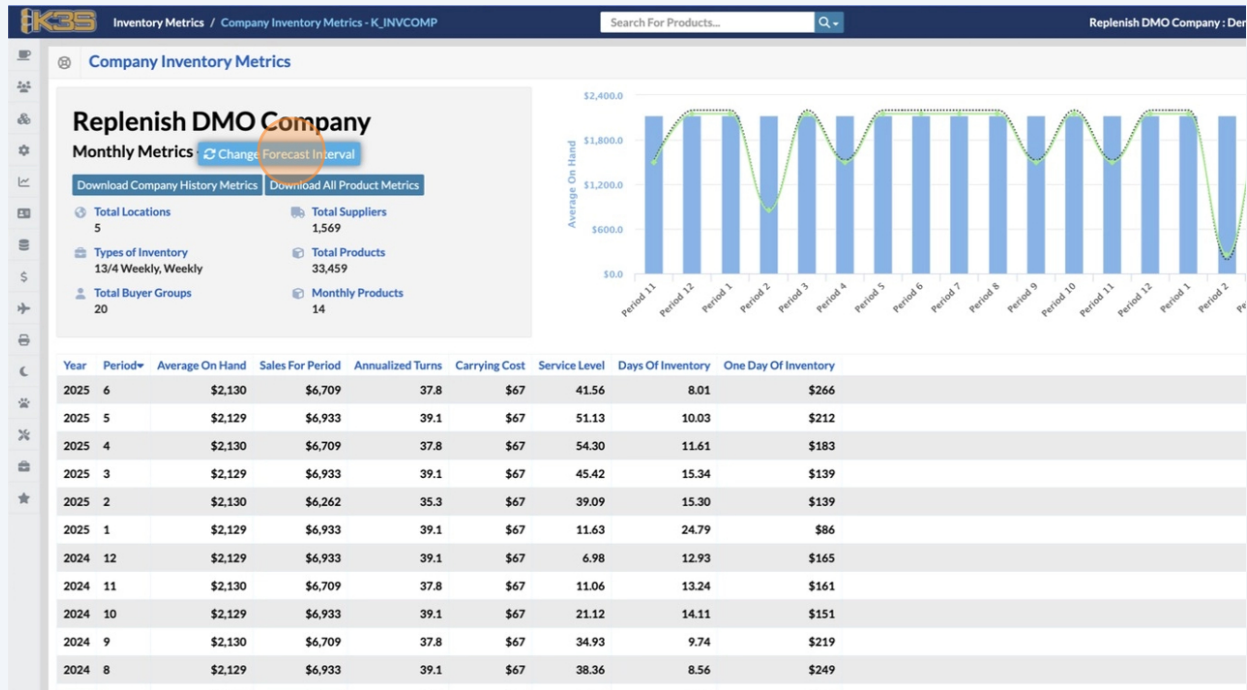 K3S Inventory Metrics / Company Inventory Metrics - K_INVCOMP Search For Products... Replenish DMO Company : Der
Company Inventory Metrics
Replenish DMO Company
Monthly Metrics - Change Forecast Interval
Download Company History Metrics Download All Product Metrics
Total Locations Total Suppliers
5 1,569
Types of Inventory Total Products
13/4 Weekly, Weekly 33,459
Total Buyer Groups Monthly Products
20 14
Average On Hand
$2,400.0
$1,800.0
$1,200.0
$600.0
$0.0
Period 11 Period 12 Period 1 Period 2 Period 3 Period 4 Period 5 Period 6 Period 7 Period 8 Period 9 Period 10 Period 11 Period 12 Period 1 Period 2
Year Period Average On Hand Sales For Period Annualized Turns Carrying Cost Service Level Days Of Inventory One Day Of Inventory
2025 6 $2,130 $6,709 37.8 $67 41.56 8.01 $266
2025 5 $2,129 $6,933 39.1 $67 51.13 10.03 $212
2025 4 $2,130 $6,709 37.8 $67 54.30 11.61 $183
2025 3 $2,129 $6,933 39.1 $67 45.42 15.34 $139
2025 2 $2,130 $6,262 35.3 $67 39.09 15.30 $139
2025 1 $2,129 $6,933 39.1 $67 11.63 24.79 $86
2024 12 $2,129 $6,933 39.1 $67 6.98 12.93 $165
2024 11 $2,130 $6,709 37.8 $67 11.06 13.24 $161
2024 10 $2,129 $6,933 39.1 $67 21.12 14.11 $151
2024 9 $2,130 $6,709 37.8 $67 34.93 9.74 $219
2024 8 $2,129 $6,933 39.1 $67 38.36 8.56 $249